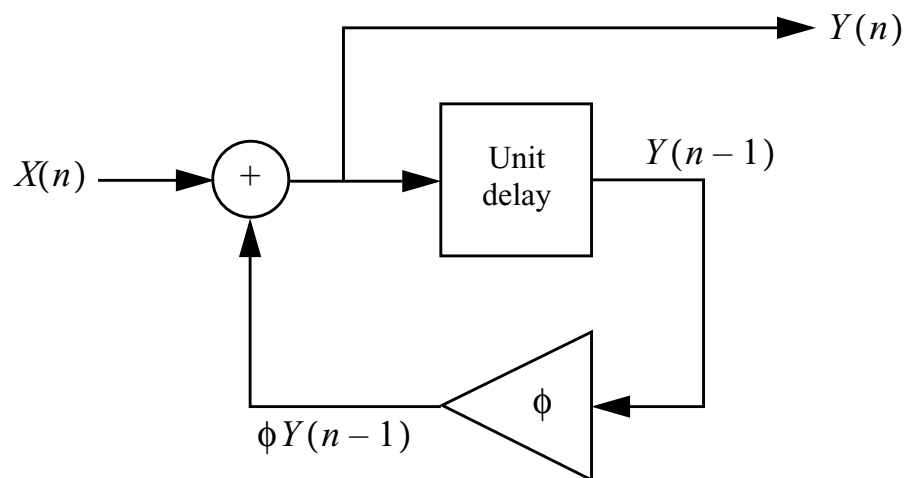 Y(n)
X(n)
+
Unit
delay
Y(n – 1)
ϕ
ϕY(n – 1)